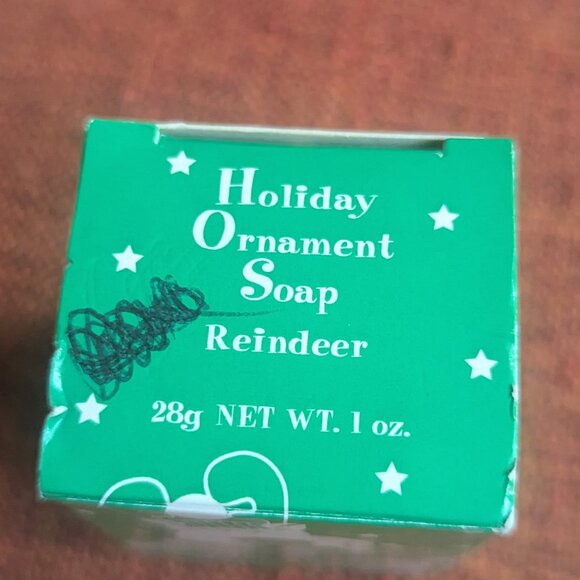 Holiday
Ornament
Soap
Reindeer
28g NET WT. 1 oz.